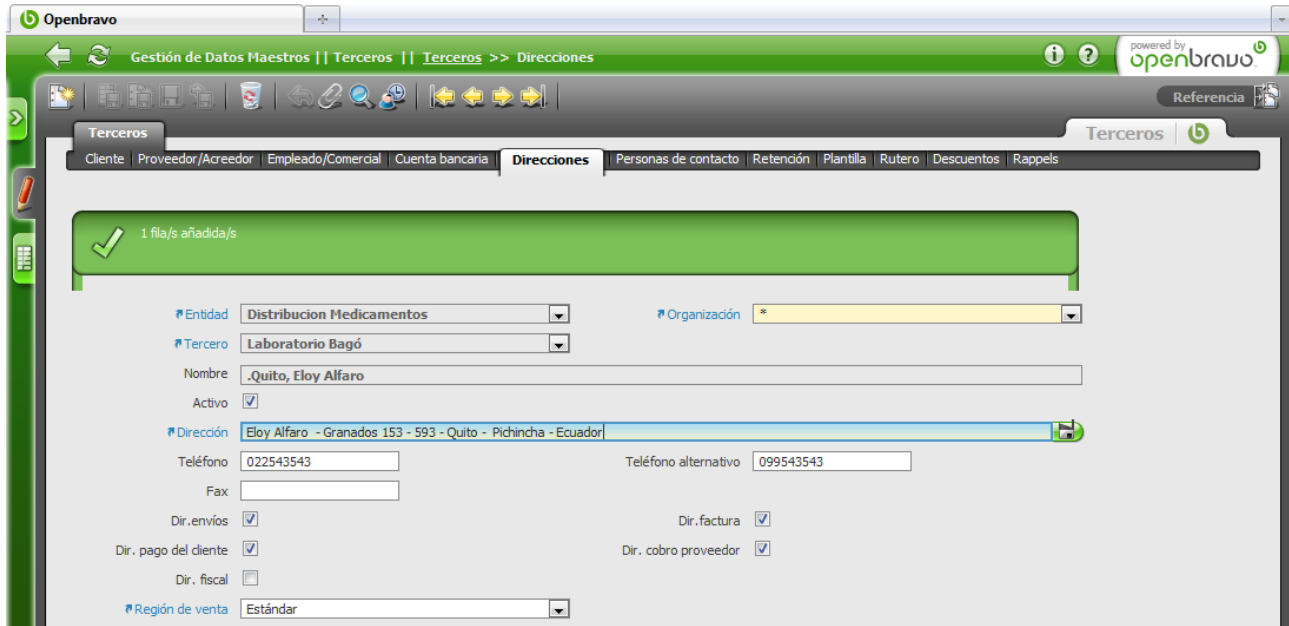 Openbravo
Gestión de Datos Maestros || Terceros || Terceros >> Direcciones
powered by
openbravo
Referencia
Terceros
Terceros
Cliente | Proveedor/Acreedor | Empleado/Comercial | Cuenta bancaria | Direcciones | Personas de contacto | Retención | Plantilla | Rutero | Descuentos | Rappels
1 fila/s añadida/s
Entidad Distribucion Medicamentos Organización *
Tercero Laboratorio Bagó
Nombre .Quito, Eloy Alfaro
Activo
Dirección Eloy Alfaro - Granados 153 - 593 - Quito - Pichincha - Ecuador
Teléfono 022543543 Teléfono alternativo 099543543
Fax
Dir.envíos Dir.factura
Dir. pago del cliente Dir. cobro proveedor
Dir. fiscal
Región de venta Estándar